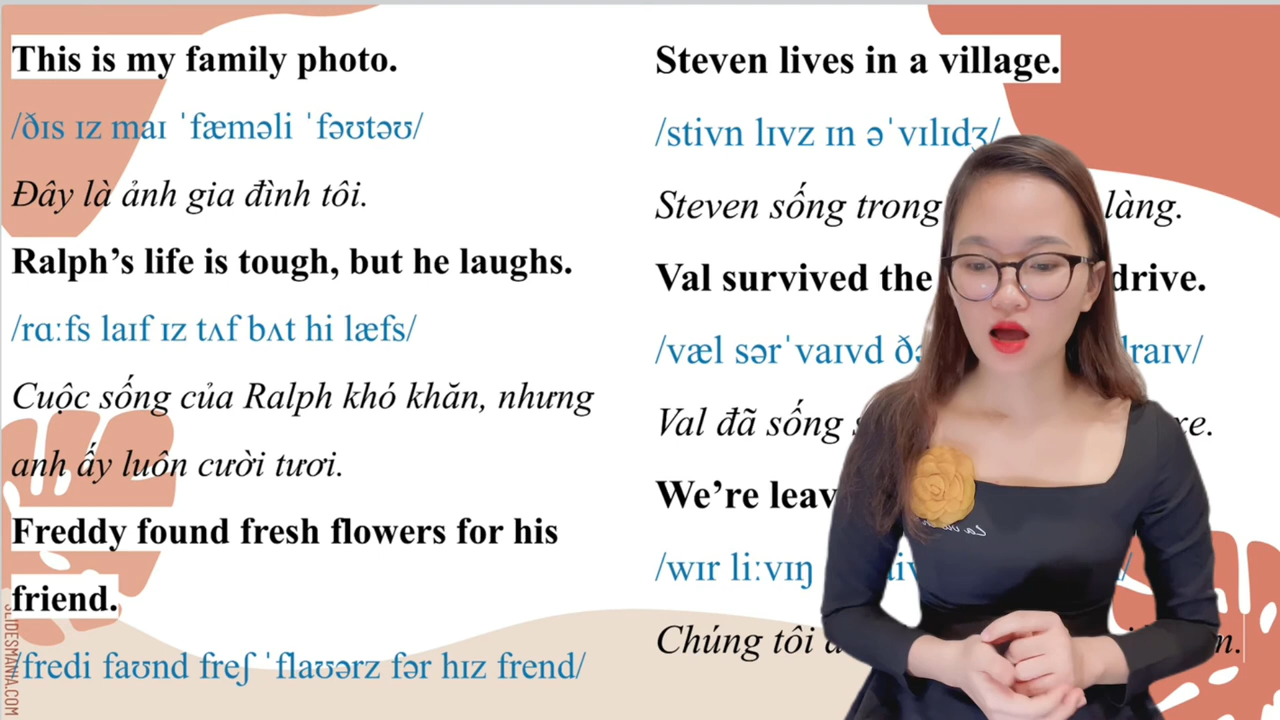 This is my family photo.
/ðɪs ɪz maɪ ˈfæməli ˈfəʊtəʊ/
Đây là ảnh gia đình tôi.
Ralph’s life is tough, but he laughs.
/rɑːfs laɪf ɪz tʌf bʌt hi læfs/
Cuộc sống của Ralph khó khăn, nhưng
anh ấy luôn cười tươi.
Freddy found fresh flowers for his
friend.
/fredi faʊnd freʃ ˈflaʊərz fər hɪz frend/
SLIDESMANIA.COM
Steven lives in a village.
/stivn lɪvz ɪn əˈvɪlɪdʒ/
Steven sống trong làng.
Val survived the drive.
/væl sərˈvaɪvd
Val đã sống xe.
We’re
/wɪr liːvɪŋ
Chúng tôi